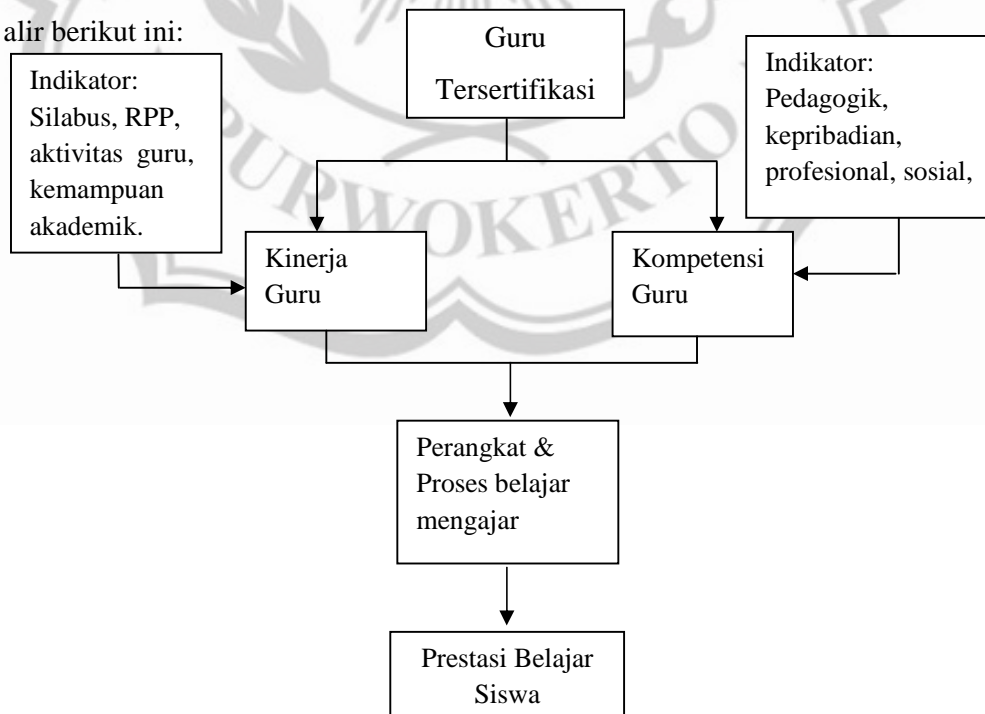 alir berikut ini:
Guru
Tersertifikasi
Indikator:
Silabus, RPP,
aktivitas guru,
kemampuan
akademik.
Indikator:
Pedagogik,
kepribadian,
profesional, sosial,
PURWOKERTO
Kinerja
Guru
Kompetensi
Guru
Perangkat &
Proses belajar
mengajar
Prestasi Belajar
Siswa